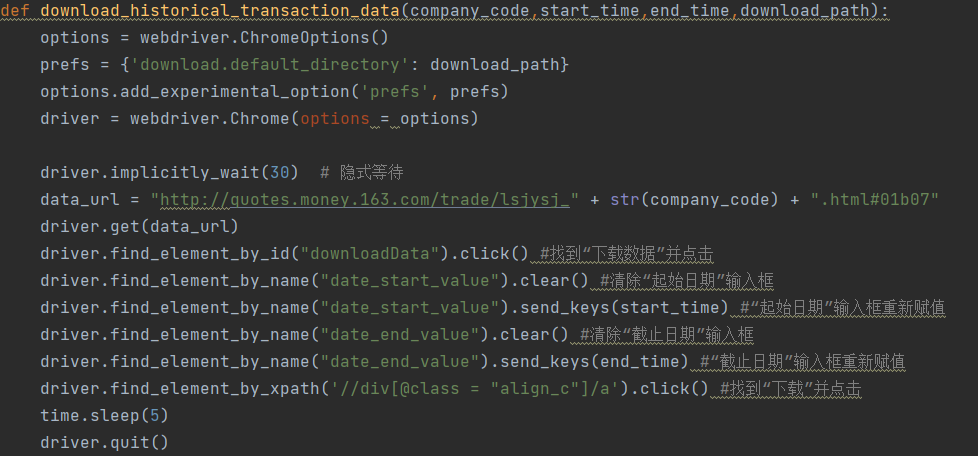 def download_historical_transaction_data(company_code,start_time,end_time,download_path):
    options = webdriver.ChromeOptions()
    prefs = {'download.default_directory': download_path}
    options.add_experimental_option('prefs', prefs)
    driver = webdriver.Chrome(options = options)
    driver.implicitly_wait(30)  # 隐式等待
    data_url = "http://quotes.money.163.com/trade/lsjysj_" + str(company_code) + ".html#01b07"
    driver.get(data_url)
    driver.find_element_by_id("downloadData").click() #找到“下载数据”并点击
    driver.find_element_by_name("date_start_value").clear() #清除“起始日期”输入框
    driver.find_element_by_name("date_start_value").send_keys(start_time) #“起始日期”输入框重新赋值
    driver.find_element_by_name("date_end_value").clear() #清除“截止日期”输入框
    driver.find_element_by_name("date_end_value").send_keys(end_time) #“截止日期”输入框重新赋值
    driver.find_element_by_xpath('//div[@class = "align_c"]/a').click() #找到“下载”并点击
    time.sleep(5)
    driver.quit()